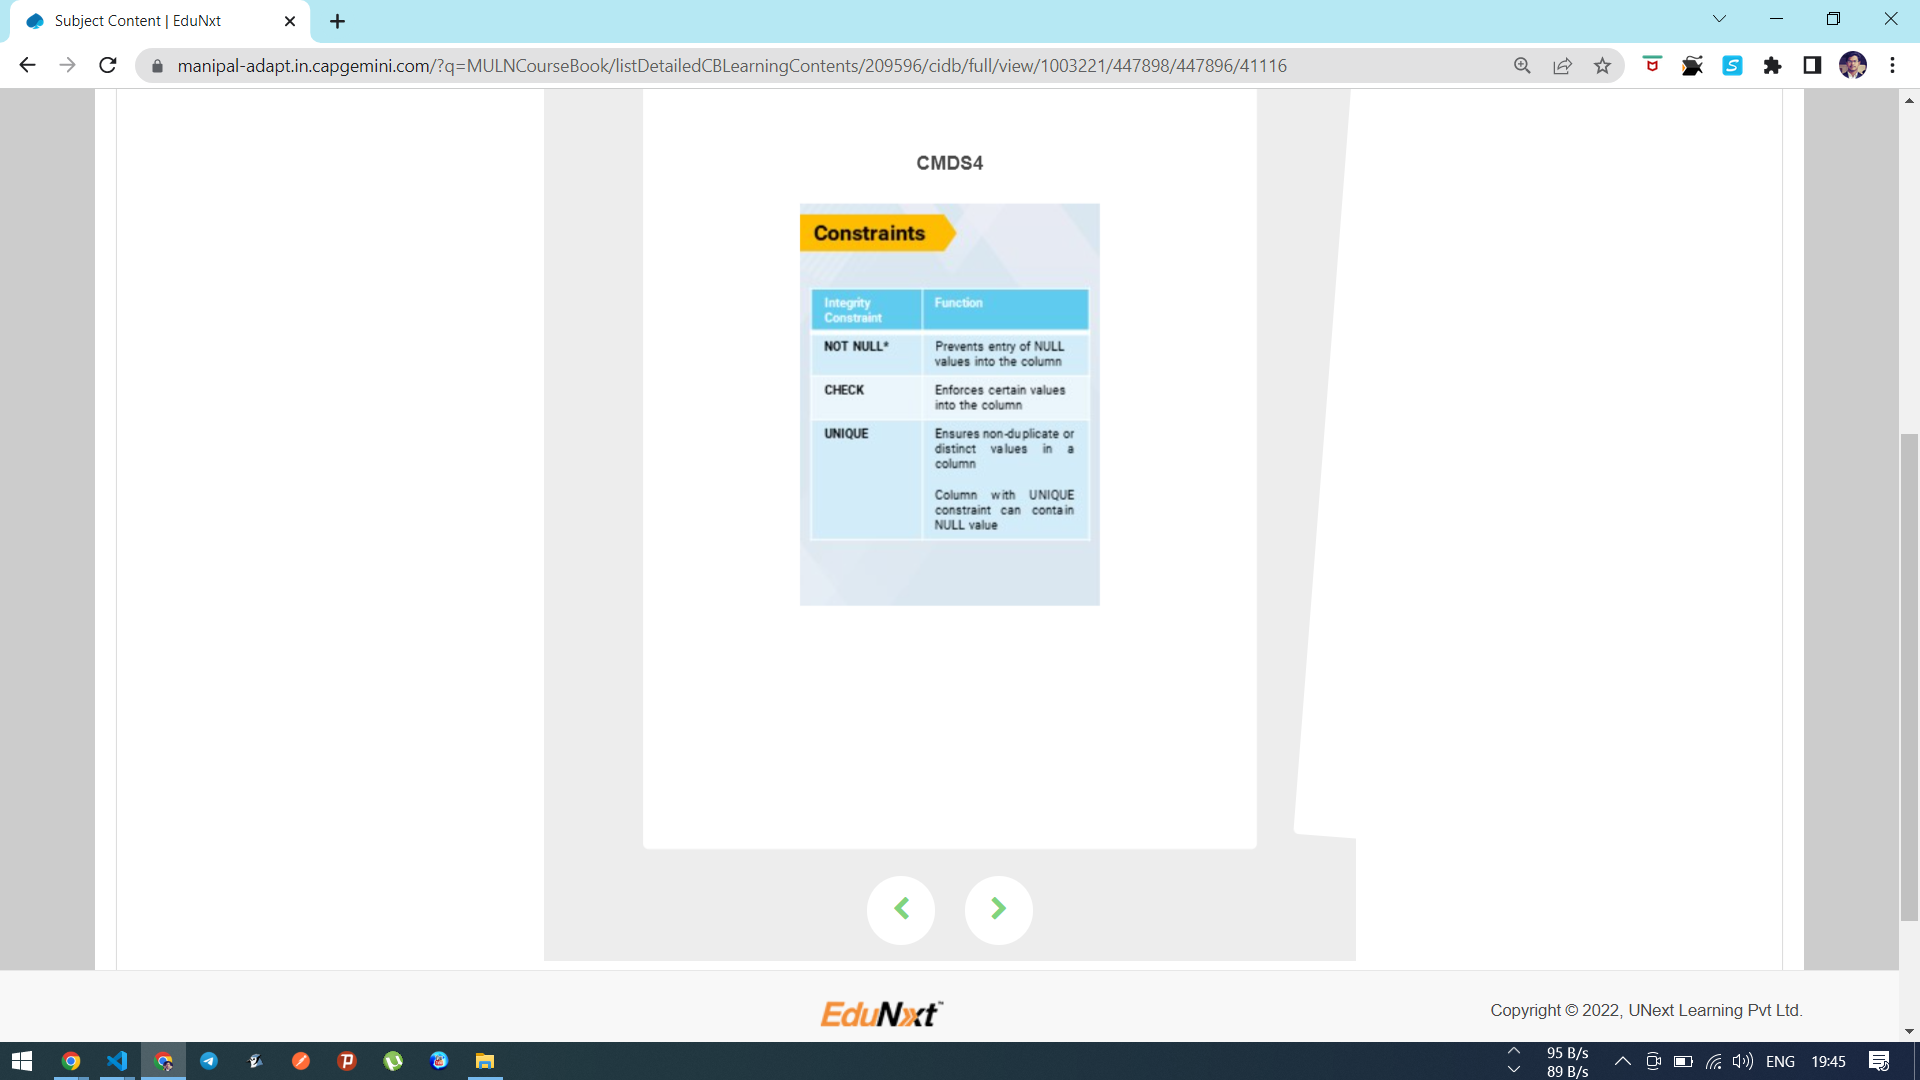 Subject Content | EduNxt
manipal-adapt.in.capgemini.com/?q=MULNCourseBook/listDetailedCBLearningContents/209596/cidb/full/view/1003221/447898/447896/41116
CMDS4
Constraints
Integrity
Constraint
Function
NOT NULL*
Prevents entry of NULL
values into the column
CHECK
Enforces certain values
into the column
UNIQUE
Ensures non-duplicate or
distinct values in a
column
Column with UNIQUE
constraint can contain
NULL value
EduNxt™
Copyright © 2022, UNext Learning Pvt Ltd.
95 B/s
89 B/s
ENG
19:45